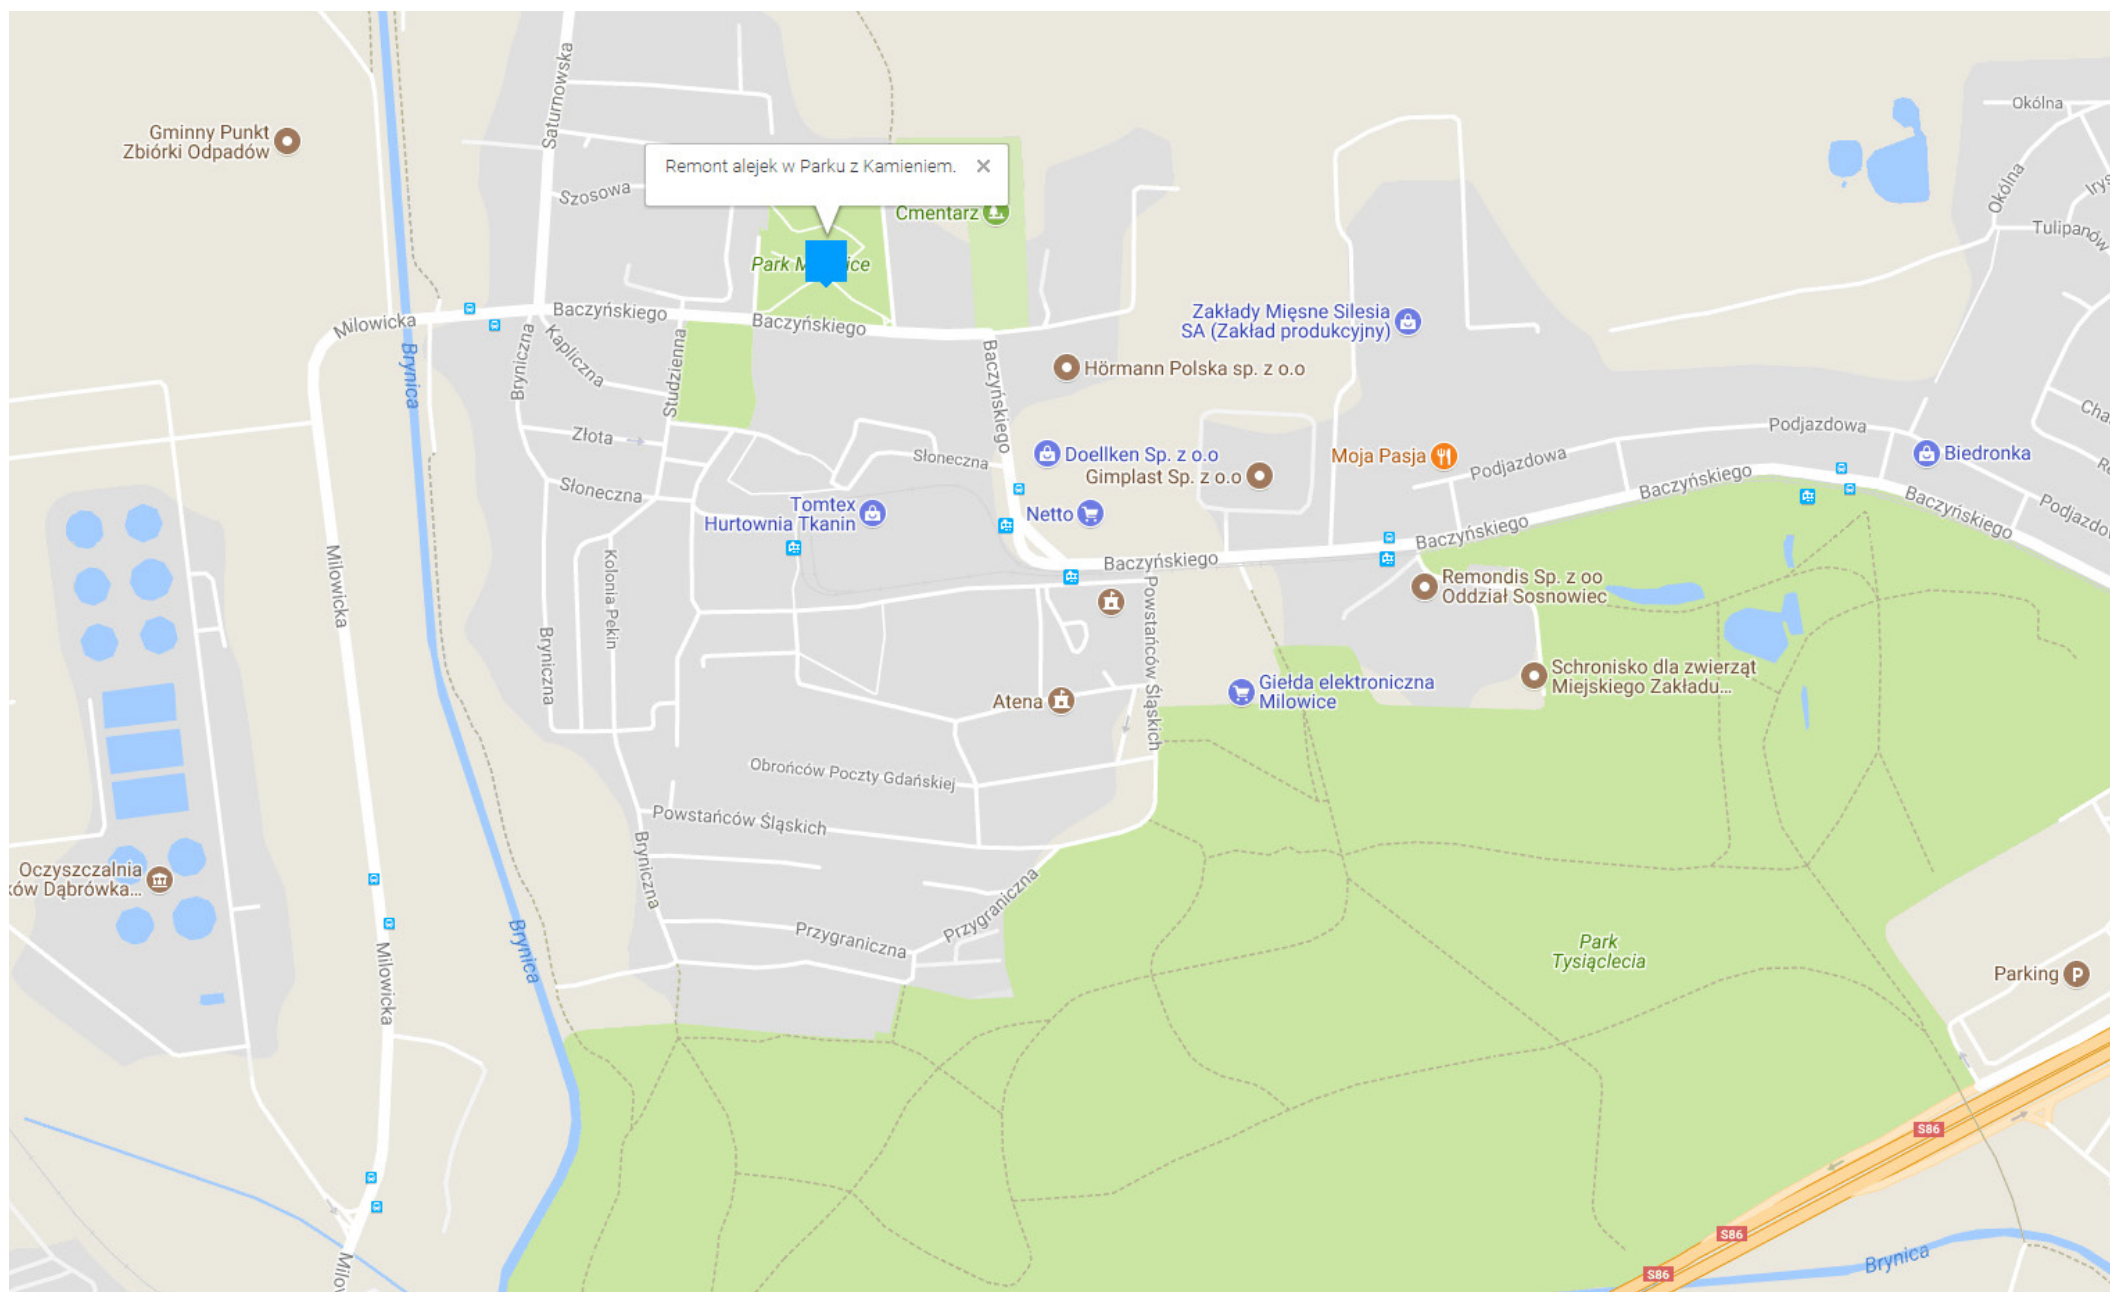 Okólna
Saturnowska
Gminny Punkt
Zbiórki Odpadów
Remont alejek w Parku z Kamieniem. ×
Szosowa
Cmentarz
Okólna
Tulipanów
Baczyńskiego
Baczyńskiego
Milowicka
Zakłady Mięsne Silesia
SA (Zakład produkcyjny)
Brynica
Bryniczna
Kapliczna
Studzienna
Baczyńskiego
Hörmann Polska sp. z o.o
Złota
Słoneczna
Doellken Sp. z o.o
Gimplast Sp. z o.o
Moja Pasja
Podjazdowa
Podjazdowa
Biedronka
Słoneczna
Tomtex
Hurtownia Tkanin
Netto
Baczyńskiego
Baczyńskiego
Baczyńskiego
Baczyńskiego
Milowicka
Kolonia Pekin
Powstańców Śląskich
Remondis Sp. z oo
Oddział Sosnowiec
Bryniczna
Atena
Giełda elektroniczna
Milowice
Schronisko dla zwierząt
Miejskiego Zakładu...
Obrońców Poczty Gdańskiej
Powstańców Śląskich
Bryniczna
Oczyszczalnia
ków Dąbrówka...
Przygraniczna
Przygraniczna
Brynica
Milowicka
Park
Tysiąclecia
Parking P
S86
S86
S86
Brynica